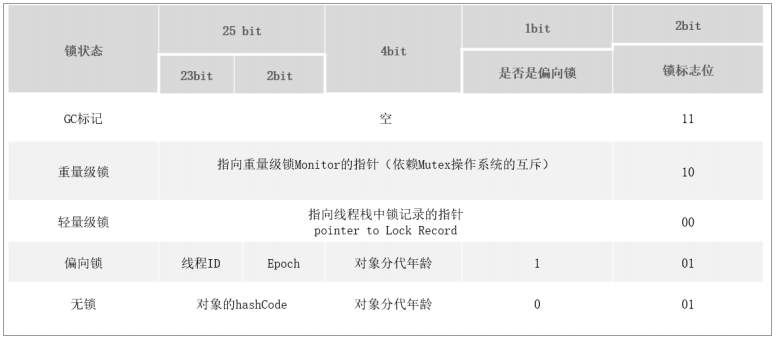 锁状态 25 bit 4bit 1bit 2bit
23bit 2bit 是否是偏向锁 锁标志位
GC标记 空 11
重量级锁 指向重量级锁Monitor的指针（依赖Mutex操作系统的互斥） 10
轻量级锁 指向线程栈中锁记录的指针 00
pointer to Lock Record
偏向锁 线程ID Epoch 对象分代年龄 1 01
无锁 对象的hashCode 对象分代年龄 0 01